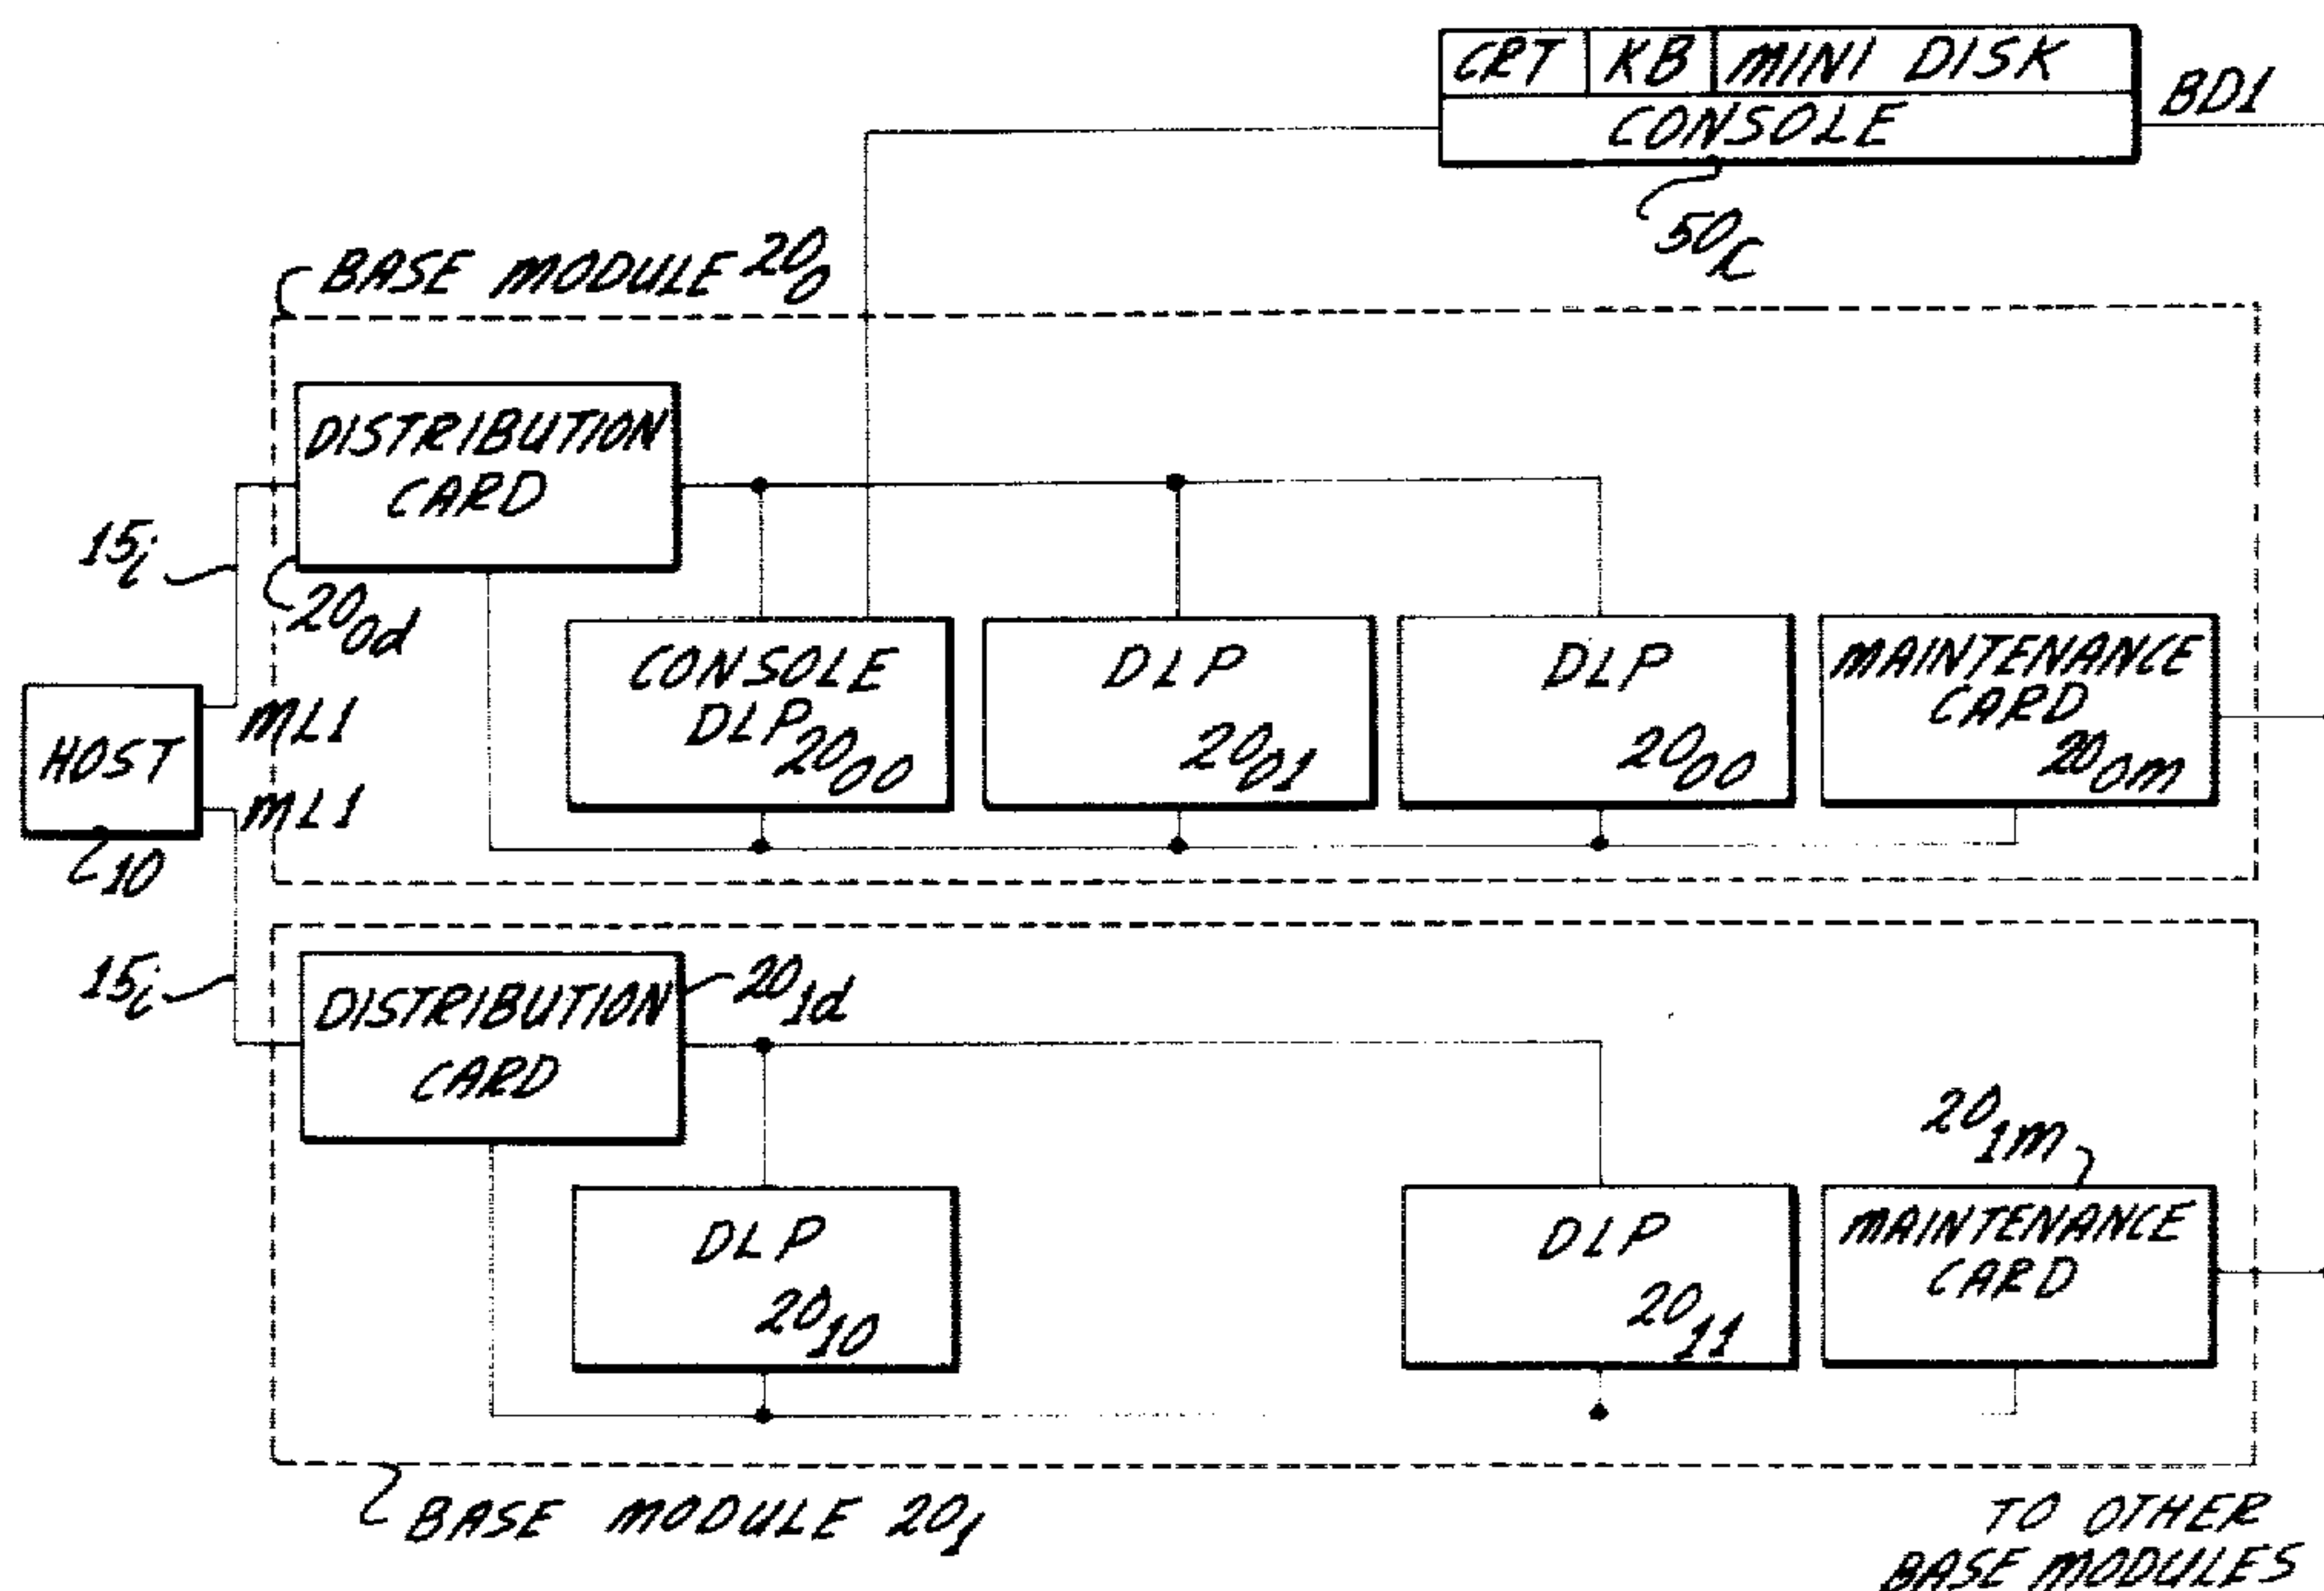 CRT KB MINI DISK
CONSOLE
BDI
50c
BASE MODULE 20₀
DISTRIBUTION
CARD
15i
20₀d
CONSOLE
DLP 20₀₀
DLP
20₀₁
DLP
20₀₀
MAINTENANCE
CARD
20₀m
MLI
HOST
MLI
10
15i
DISTRIBUTION
CARD
20₁d
20₁m
DLP
20₁₀
DLP
20₁₁
MAINTENANCE
CARD
BASE MODULE 20₁
TO OTHER
BASE MODULES